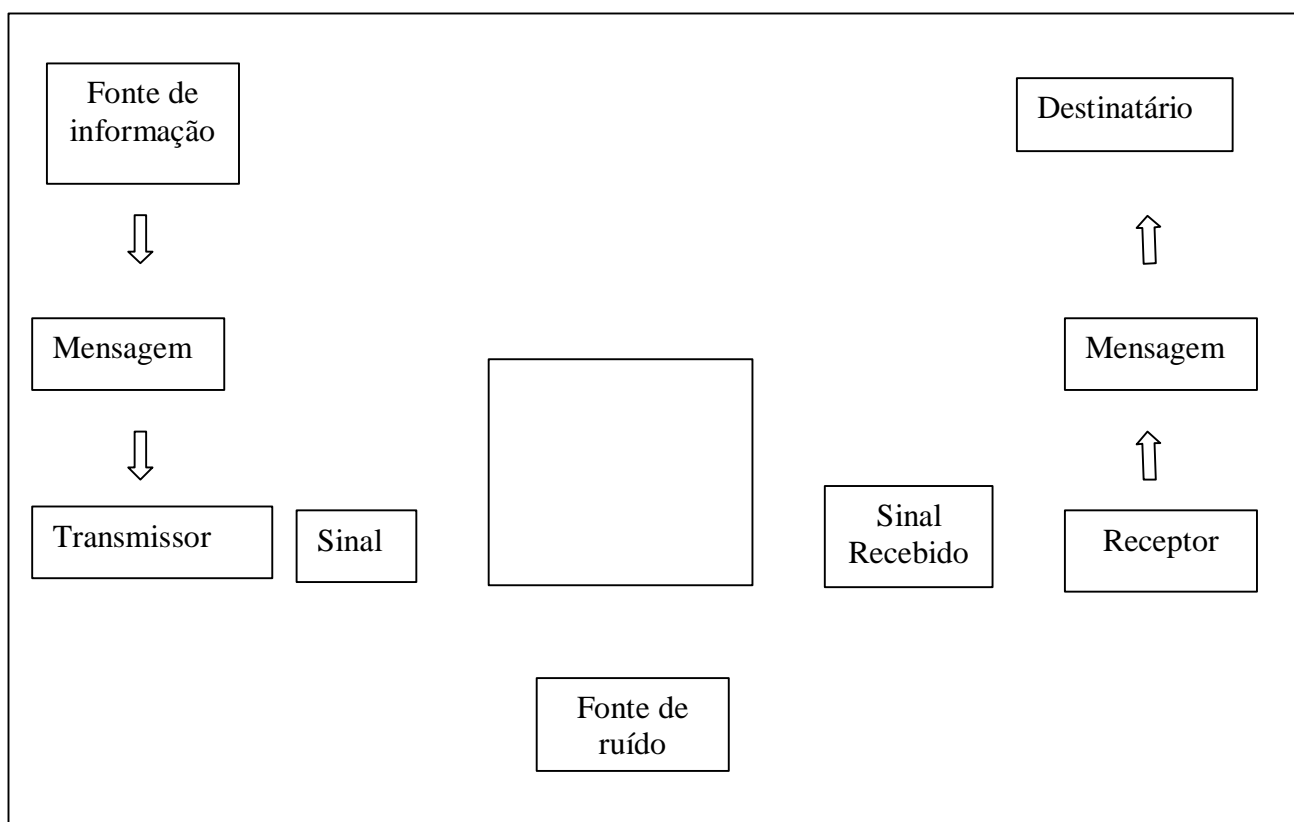 Fonte de
informação
Destinatário
Mensagem
Mensagem
Transmissor
Sinal
Sinal
Recebido
Receptor
Fonte de
ruído